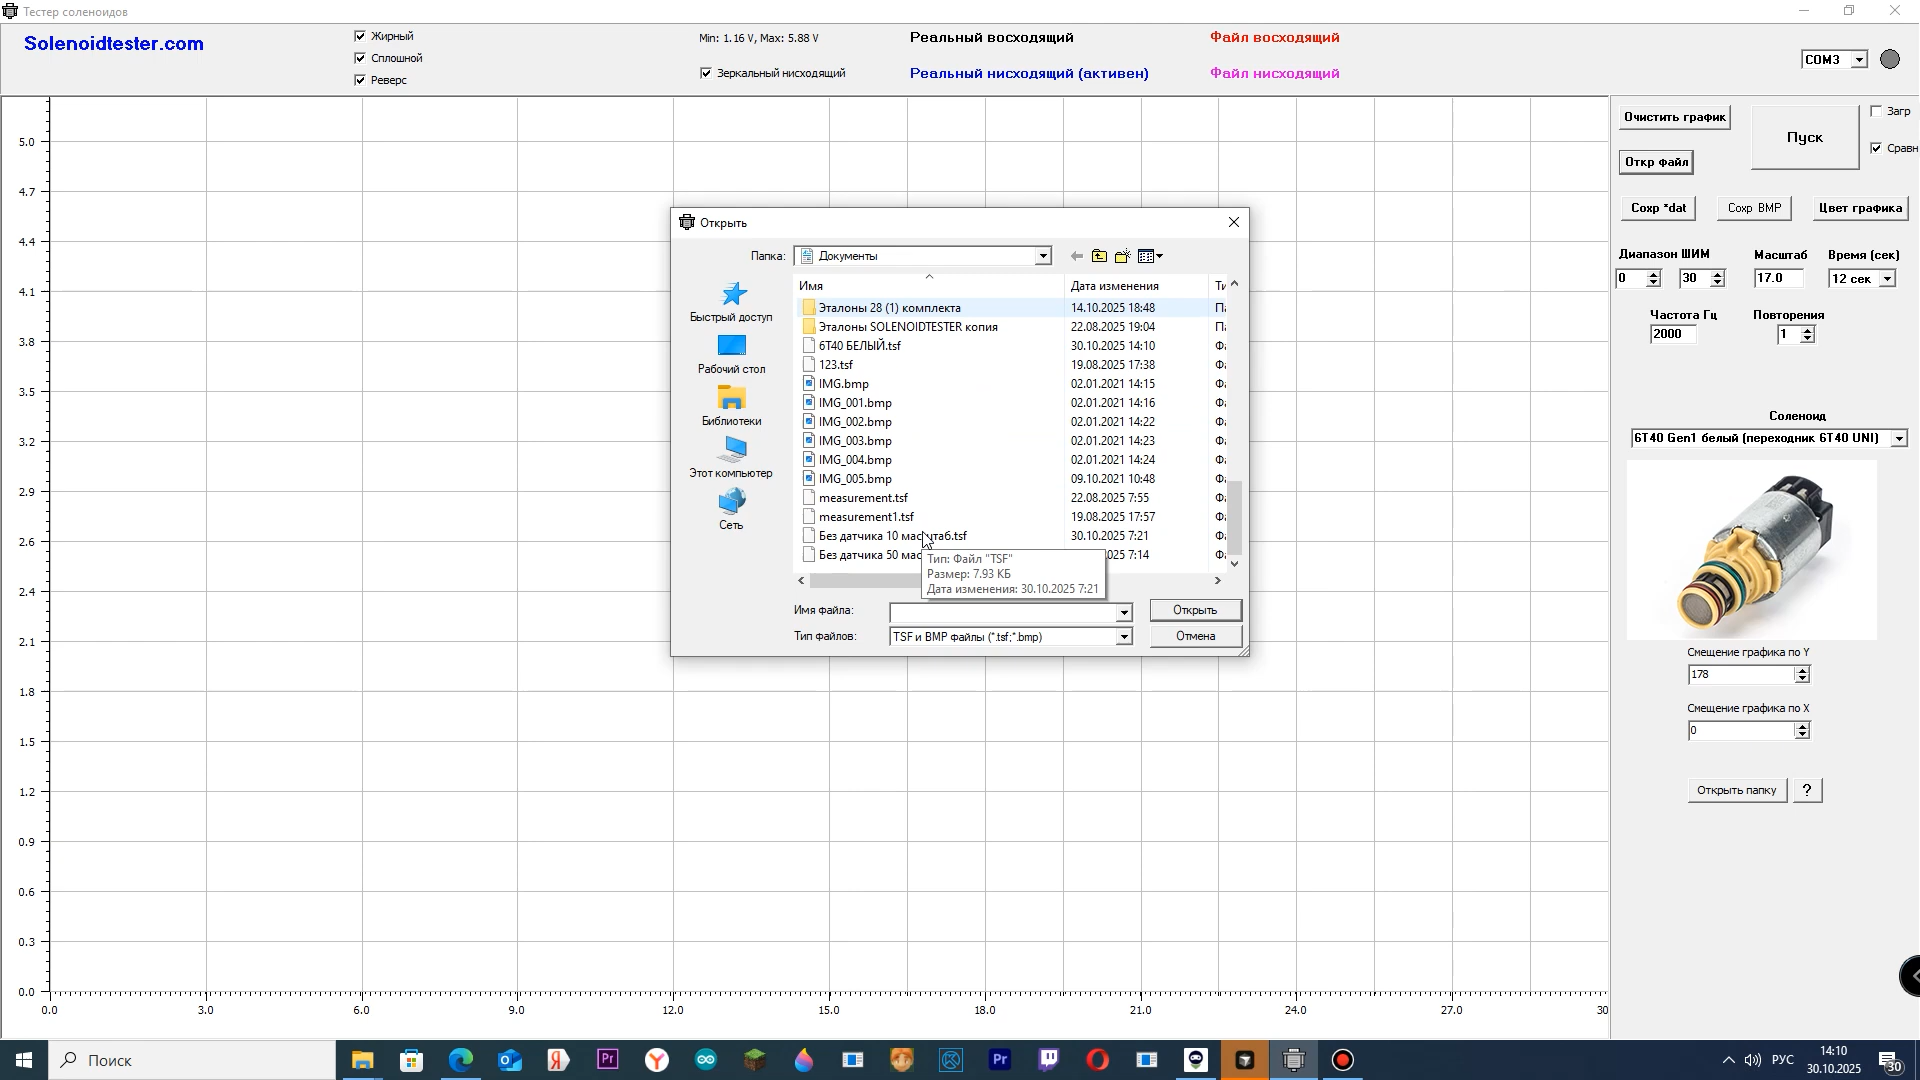 Тестер соленоидов
Solenoidtester.com
Жирный
Сплошной
Реверс
Min: 1.16 V, Max: 5.88 V
Зеркальный нисходящий
Реальный восходящий
Реальный нисходящий (активен)
Файл восходящий
Файл нисходящий
COM3
Очистить график
Пуск
Загр
Сравн
Откр файл
Сохр *dat
Сохр BMP
Цвет графика
Диапазон ШИМ
Масштаб
Время (сек)
0
30
17.0
12 сек
Частота Гц
Повторения
2000
1
Соленоид
6T40 Gen1 белый (переходник 6T40 UNI)
Смещение графика по Y
178
Смещение графика по X
0
Открыть папку
?
5.0
4.7
4.4
4.1
3.8
3.5
3.2
2.9
2.6
2.4
2.1
1.8
1.5
1.2
0.9
0.6
0.3
0.0
0.0 3.0 6.0 9.0 12.0 15.0 18.0 21.0 24.0 27.0 30
Открыть
Папка:
Документы
Быстрый доступ
Рабочий стол
Библиотеки
Этот компьютер
Сеть
Имя Дата изменения Ти
Эталоны 28 (1) комплекта 14.10.2025 18:48
Эталоны SOLENOIDTESTER копия 22.08.2025 19:04
6T40 БЕЛЫЙ.tsf 30.10.2025 14:10
123.tsf 19.08.2025 17:38
IMG.bmp 02.01.2021 14:15
IMG_001.bmp 02.01.2021 14:16
IMG_002.bmp 02.01.2021 14:22
IMG_003.bmp 02.01.2021 14:23
IMG_004.bmp 02.01.2021 14:24
IMG_005.bmp 09.10.2021 10:48
measurement.tsf 22.08.2025 7:55
measurement1.tsf 19.08.2025 17:57
Без датчика 10 масштаб.tsf 30.10.2025 7:21
Без датчика 50 мас 025 7:14
Тип: Файл "TSF"
Размер: 7.93 КБ
Дата изменения: 30.10.2025 7:21
Имя файла:
Открыть
Тип файлов:
TSF и BMP файлы (*.tsf;*.bmp)
Отмена
Поиск
РУС
14:10
30.10.2025
30